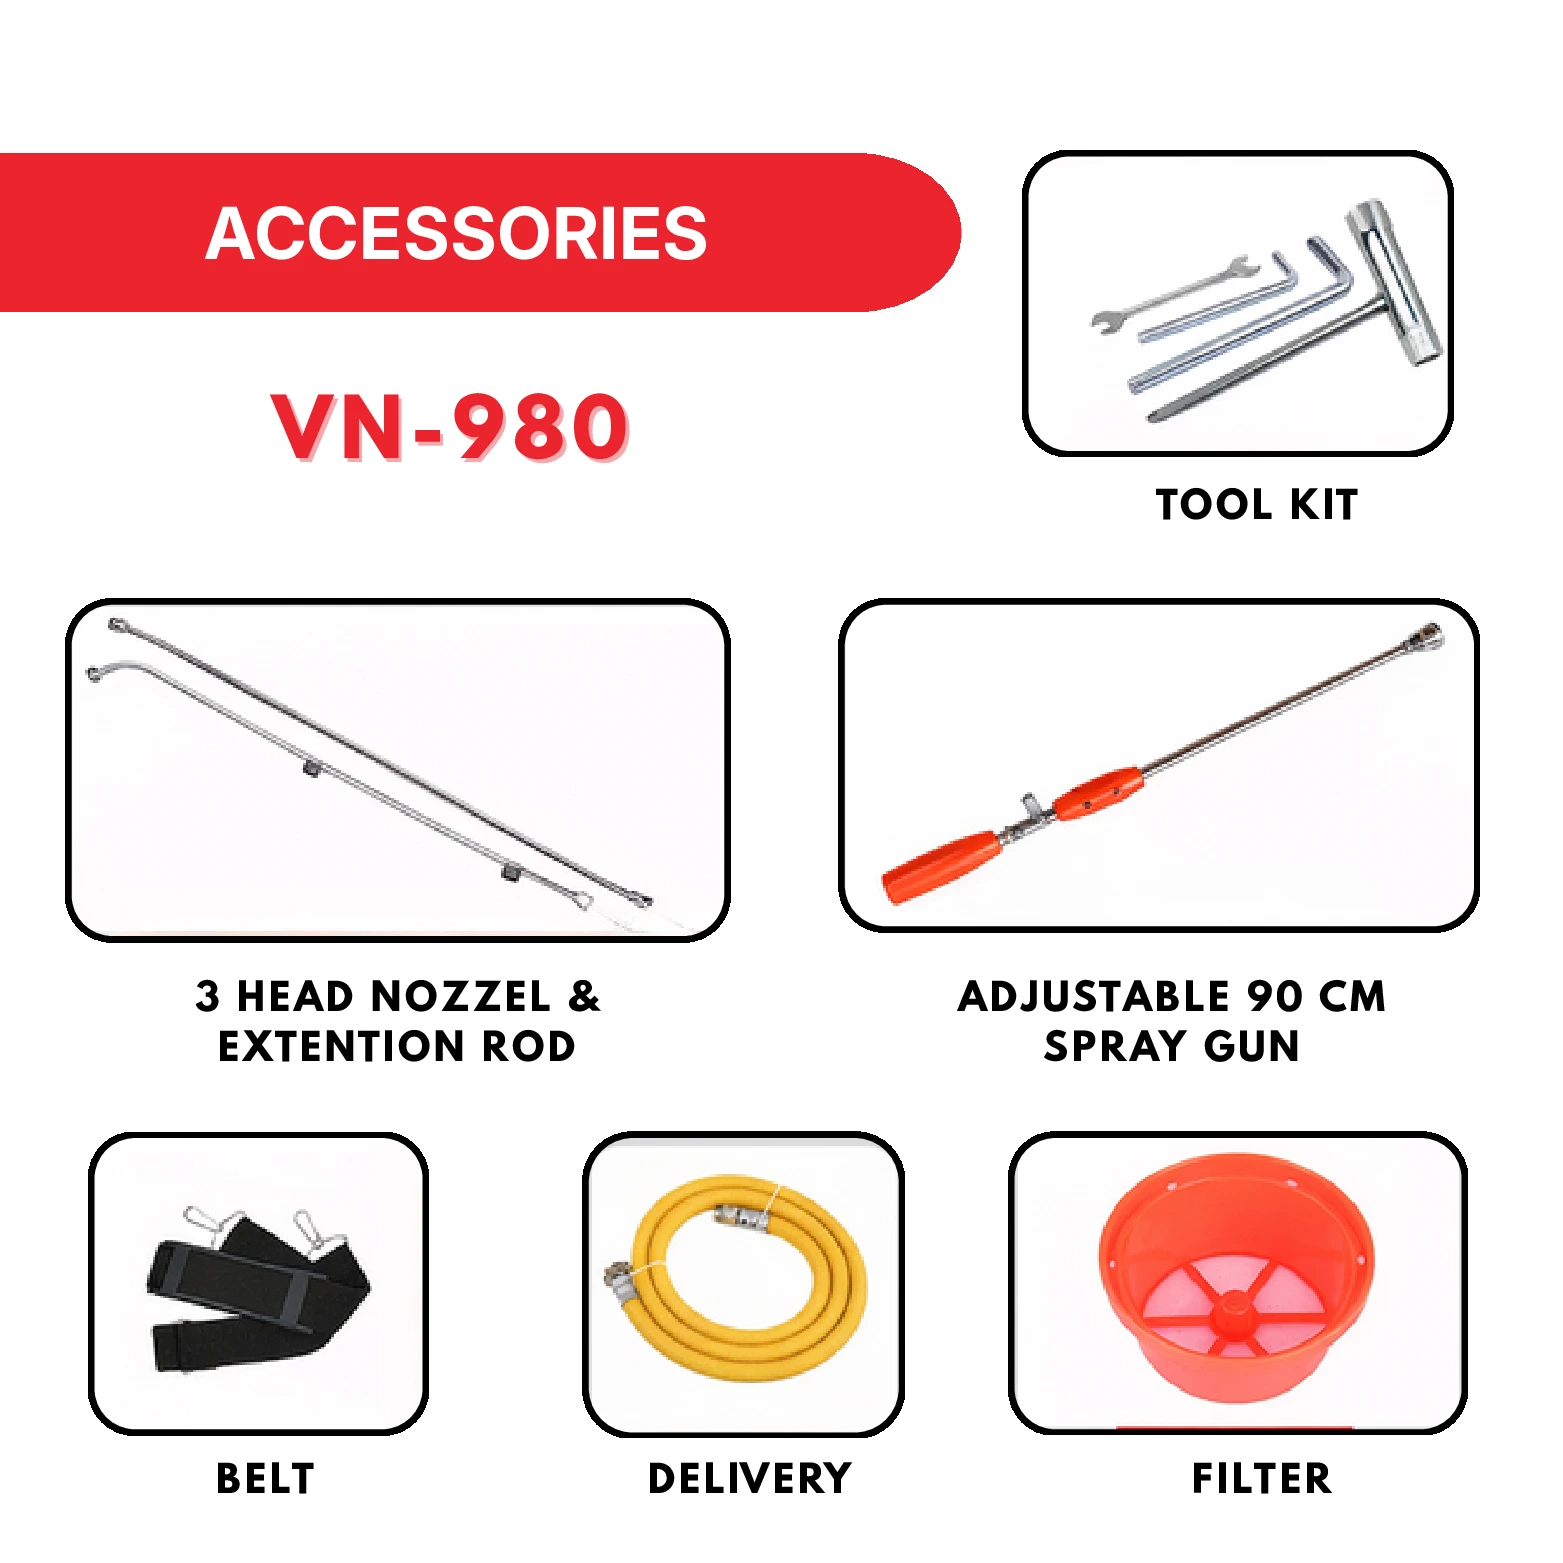 ACCESSORIES
VN-980
TOOL KIT
3 HEAD NOZZEL &
EXTENTION ROD
ADJUSTABLE 90 CM
SPRAY GUN
BELT
DELIVERY
FILTER